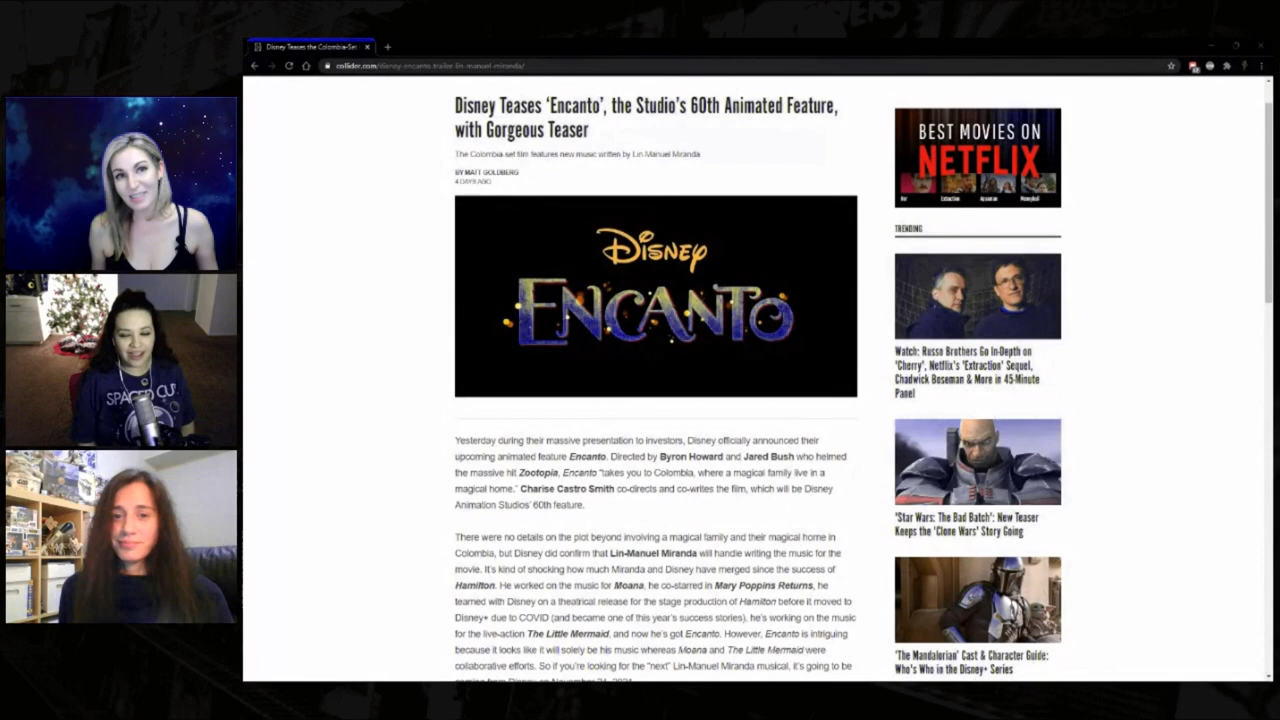 Disney Teases the Colombia-Set
collider.com/disney-encanto-trailer-lin-manuel-miranda/
Disney Teases ‘Encanto’, the Studio’s 60th Animated Feature,
with Gorgeous Teaser
The Colombia-set film features new music written by Lin Manuel Miranda
BY MATT GOLDBERG
4 DAYS AGO
DISNEY
ENCANTO
Yesterday during their massive presentation to investors, Disney officially announced their
upcoming animated feature Encanto. Directed by Byron Howard and Jared Bush who helmed
the massive hit Zootopia, Encanto “takes you to Colombia, where a magical family live in a
magical home.” Charise Castro Smith co-directs and co-writes the film, which will be Disney
Animation Studios’ 60th feature.
There were no details on the plot beyond involving a magical family and their magical home in
Colombia, but Disney did confirm that Lin-Manuel Miranda will handle writing the music for the
movie. It’s kind of shocking how much Miranda and Disney have merged since the success of
Hamilton. He worked on the music for Moana, he co-starred in Mary Poppins Returns, he
teamed with Disney on a theatrical release for the stage production of Hamilton before it moved to
Disney+ due to COVID (and became one of this year’s success stories), he’s working on the music
for the live-action The Little Mermaid, and now he’s got Encanto. However, Encanto is intriguing
because it looks like it will solely be his music whereas Moana and The Little Mermaid were
collaborative efforts. So if you’re looking for the “next” Lin-Manuel Miranda musical, it’s going to be
coming from Disney on November 24, 2021.
BEST MOVIES ON
NETFLIX
Her Extraction Aquaman Moneyball
TRENDING
Watch: Russo Brothers Go In-Depth on
‘Cherry’, Netflix’s ‘Extraction’ Sequel,
Chadwick Boseman & More in 45-Minute
Panel
‘Star Wars: The Bad Batch’: New Teaser
Keeps the ‘Clone Wars’ Story Going
‘The Mandalorian’ Cast & Character Guide:
Who’s Who in the Disney+ Series